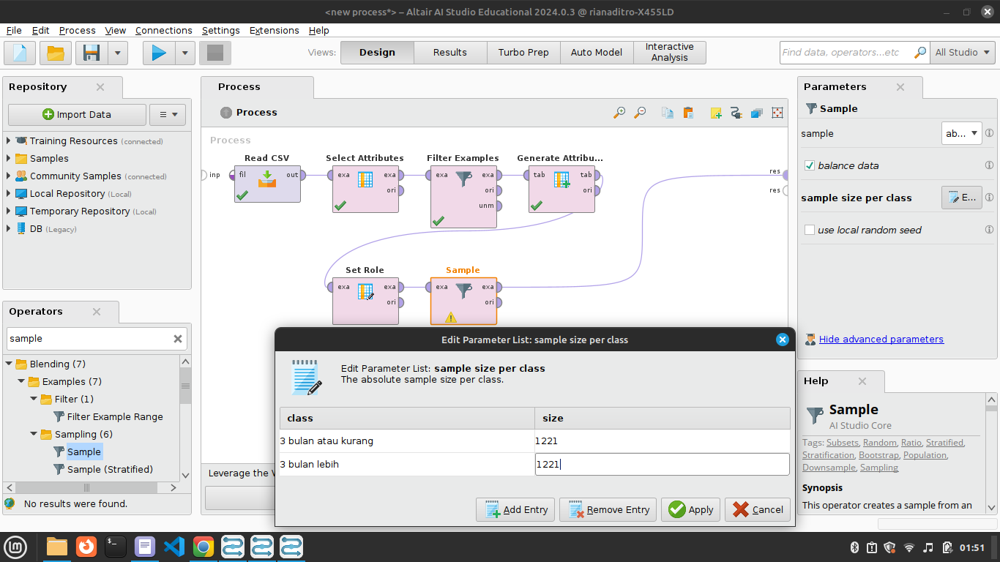 <new process*> – Altair AI Studio Educational 2024.0.3 @ rianaditro-X455LD
File Edit Process View Connections Settings Extensions Help
Views: Design Results Turbo Prep Auto Model Interactive Analysis
Find data, operators...etc All Studio
Repository
Import Data
Training Resources (connected)
Samples
Community Samples (connected)
Local Repository (Local)
Temporary Repository (Local)
DB (Legacy)
Operators
sample
Blending (7)
Examples (7)
Filter (1)
Filter Example Range
Sampling (6)
Sample
Sample (Stratified)
No results were found.
Process
Process
Process
Read CSV Select Attributes Filter Examples Generate Attribu...
inp fil out exa exa exa exa tab tab res
ori ori ori res
unm
Set Role Sample
exa exa exa exa
ori ori
Leverage the
Parameters
Sample
sample ab...
balance data
sample size per class E...
use local random seed
Hide advanced parameters
Help
Sample
AI Studio Core
Tags: Subsets, Random, Ratio, Stratified,
Stratification, Bootstrap, Population,
Downsample, Sampling
Synopsis
This operator creates a sample from an
Edit Parameter List: sample size per class
Edit Parameter List: sample size per class
The absolute sample size per class.
class size
3 bulan atau kurang 1221
3 bulan lebih 1221
Add Entry Remove Entry Apply Cancel
01:51